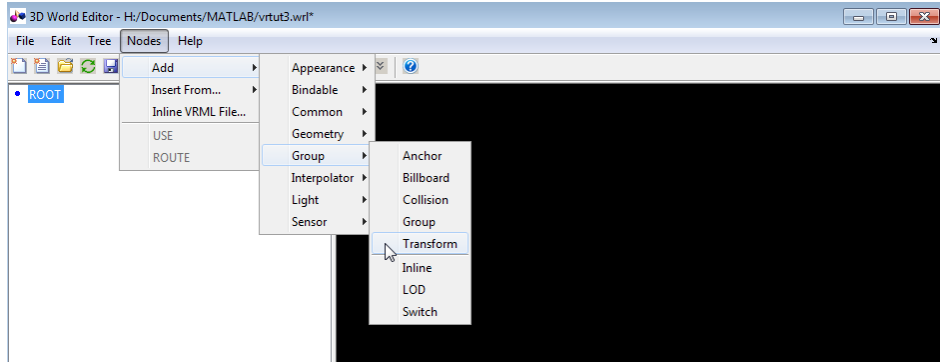 3D World Editor - H:/Documents/MATLAB/vrtut3.wrl*
File Edit Tree Nodes Help
Add
Insert From...
Inline VRML File...
USE
ROUTE
Appearance
Bindable
Common
Geometry
Group
Interpolator
Light
Sensor
Anchor
Billboard
Collision
Group
Transform
Inline
LOD
Switch
ROOT